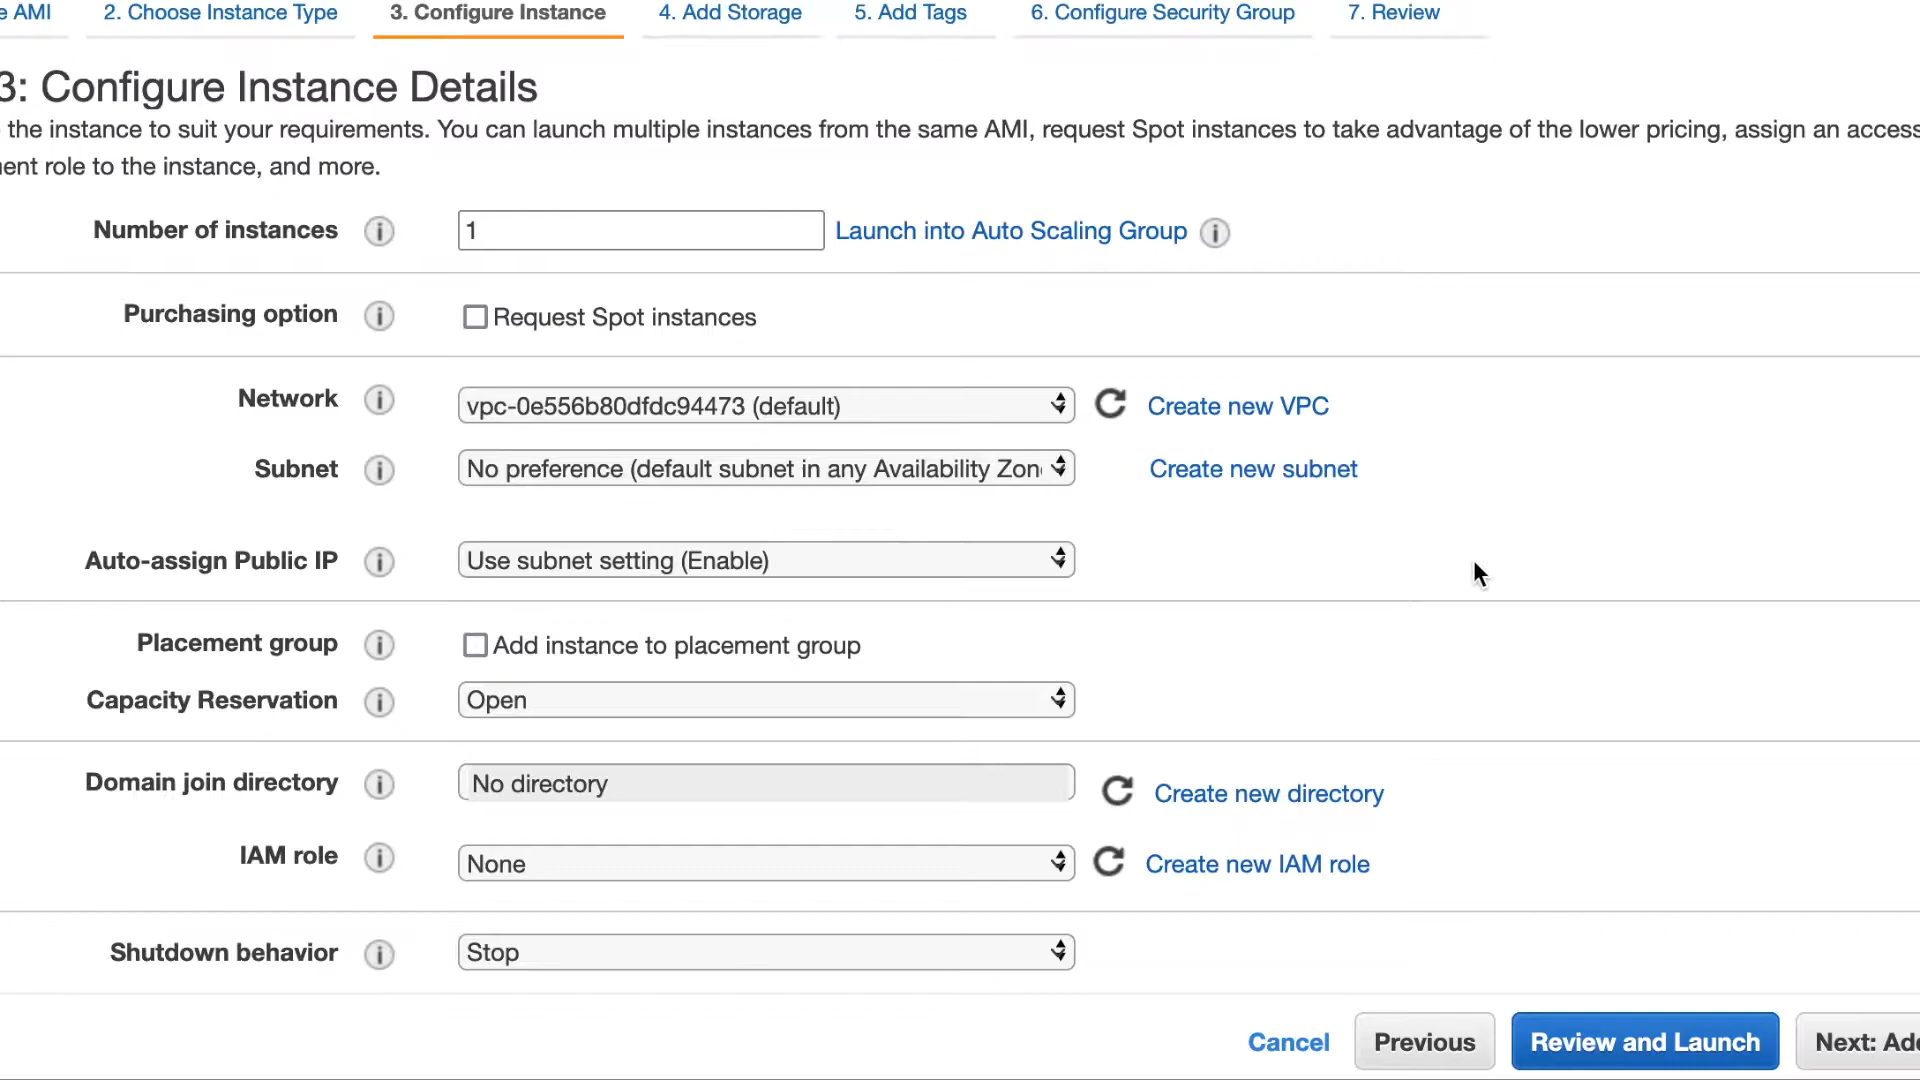 e AMI 2. Choose Instance Type 3. Configure Instance 4. Add Storage 5. Add Tags 6. Configure Security Group 7. Review
3: Configure Instance Details
the instance to suit your requirements. You can launch multiple instances from the same AMI, request Spot instances to take advantage of the lower pricing, assign an access
ent role to the instance, and more.
Number of instances i 1 Launch into Auto Scaling Group i
Purchasing option i Request Spot instances
Network i vpc-0e556b80dfdc94473 (default) Create new VPC
Subnet i No preference (default subnet in any Availability Zon Create new subnet
Auto-assign Public IP i Use subnet setting (Enable)
Placement group i Add instance to placement group
Capacity Reservation i Open
Domain join directory i No directory Create new directory
IAM role i None Create new IAM role
Shutdown behavior i Stop
Cancel Previous Review and Launch Next: Ad